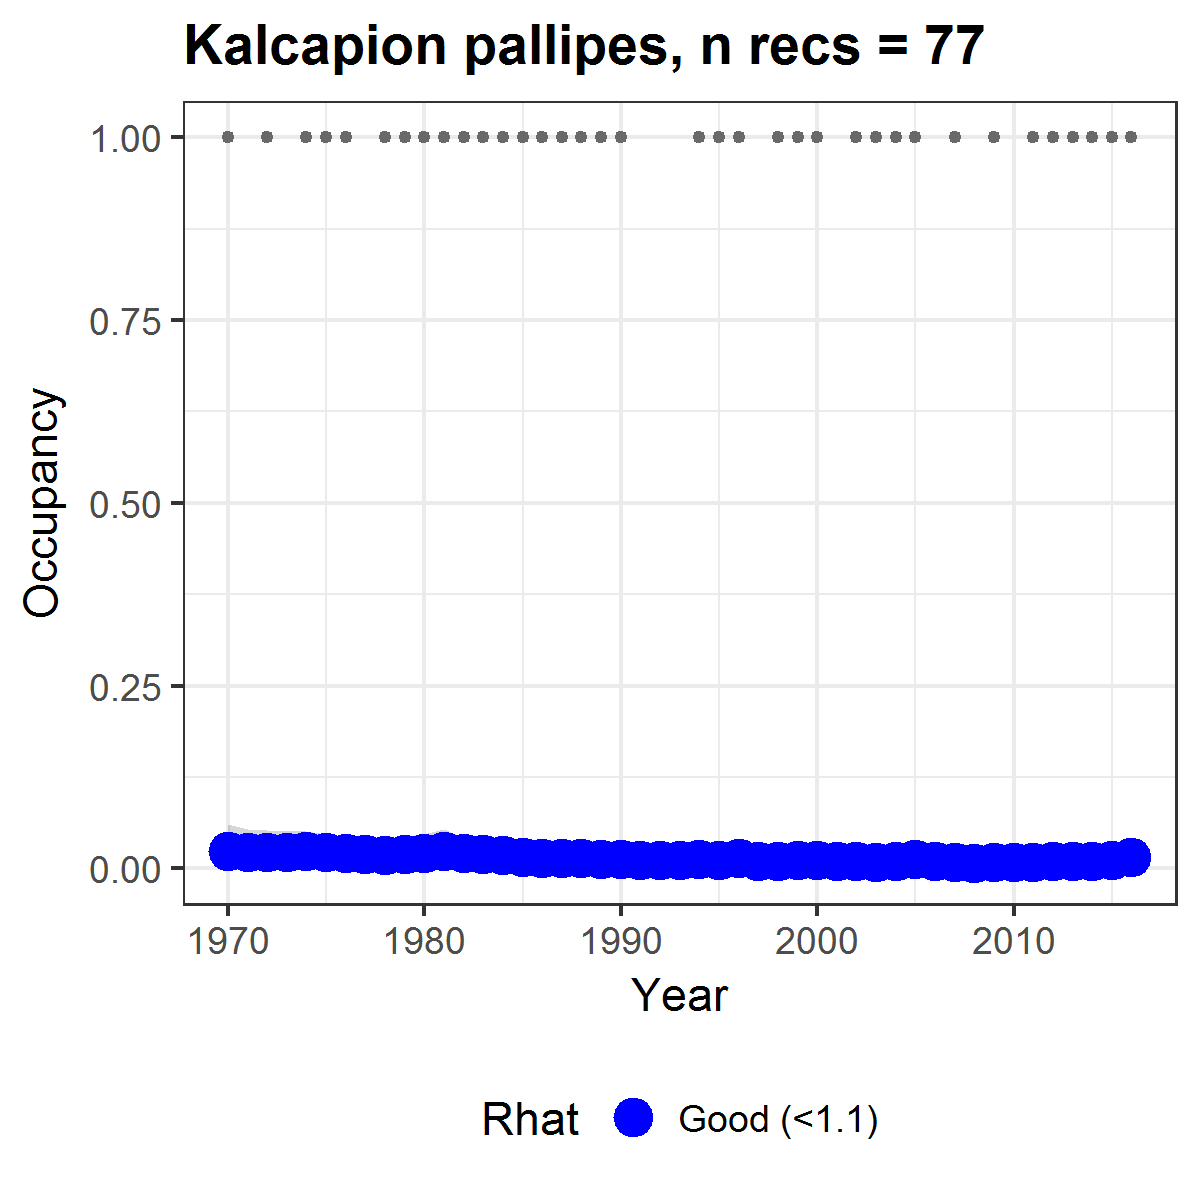 Kalcapion pallipes, n recs = 77
1.00
0.75
0.50
0.25
0.00
Occupancy
1970 1980 1990 2000 2010
Year
Rhat Good (<1.1)